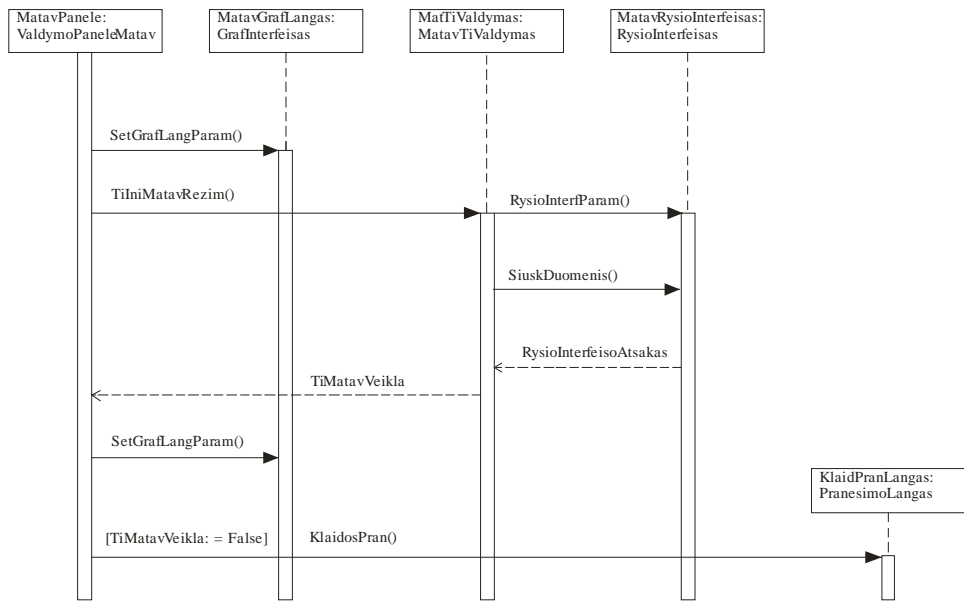 MatavPanele:
ValdymoPaneleMatav
MatavGrafLangas:
GrafInterfeisas
MatTiValdymas:
MatavTiValdymas
MatavRysioInterfeisas:
RysioInterfeisas
SetGrafLangParam()
TiIniMatavRezim()
RysioInterfParam()
SiuskDuomenis()
RysioInterfeisoAtsakas
TiMatavVeikla
SetGrafLangParam()
KlaidPranLangas:
PranesimoLangas
[TiMatavVeikla: = False] KlaidosPran()